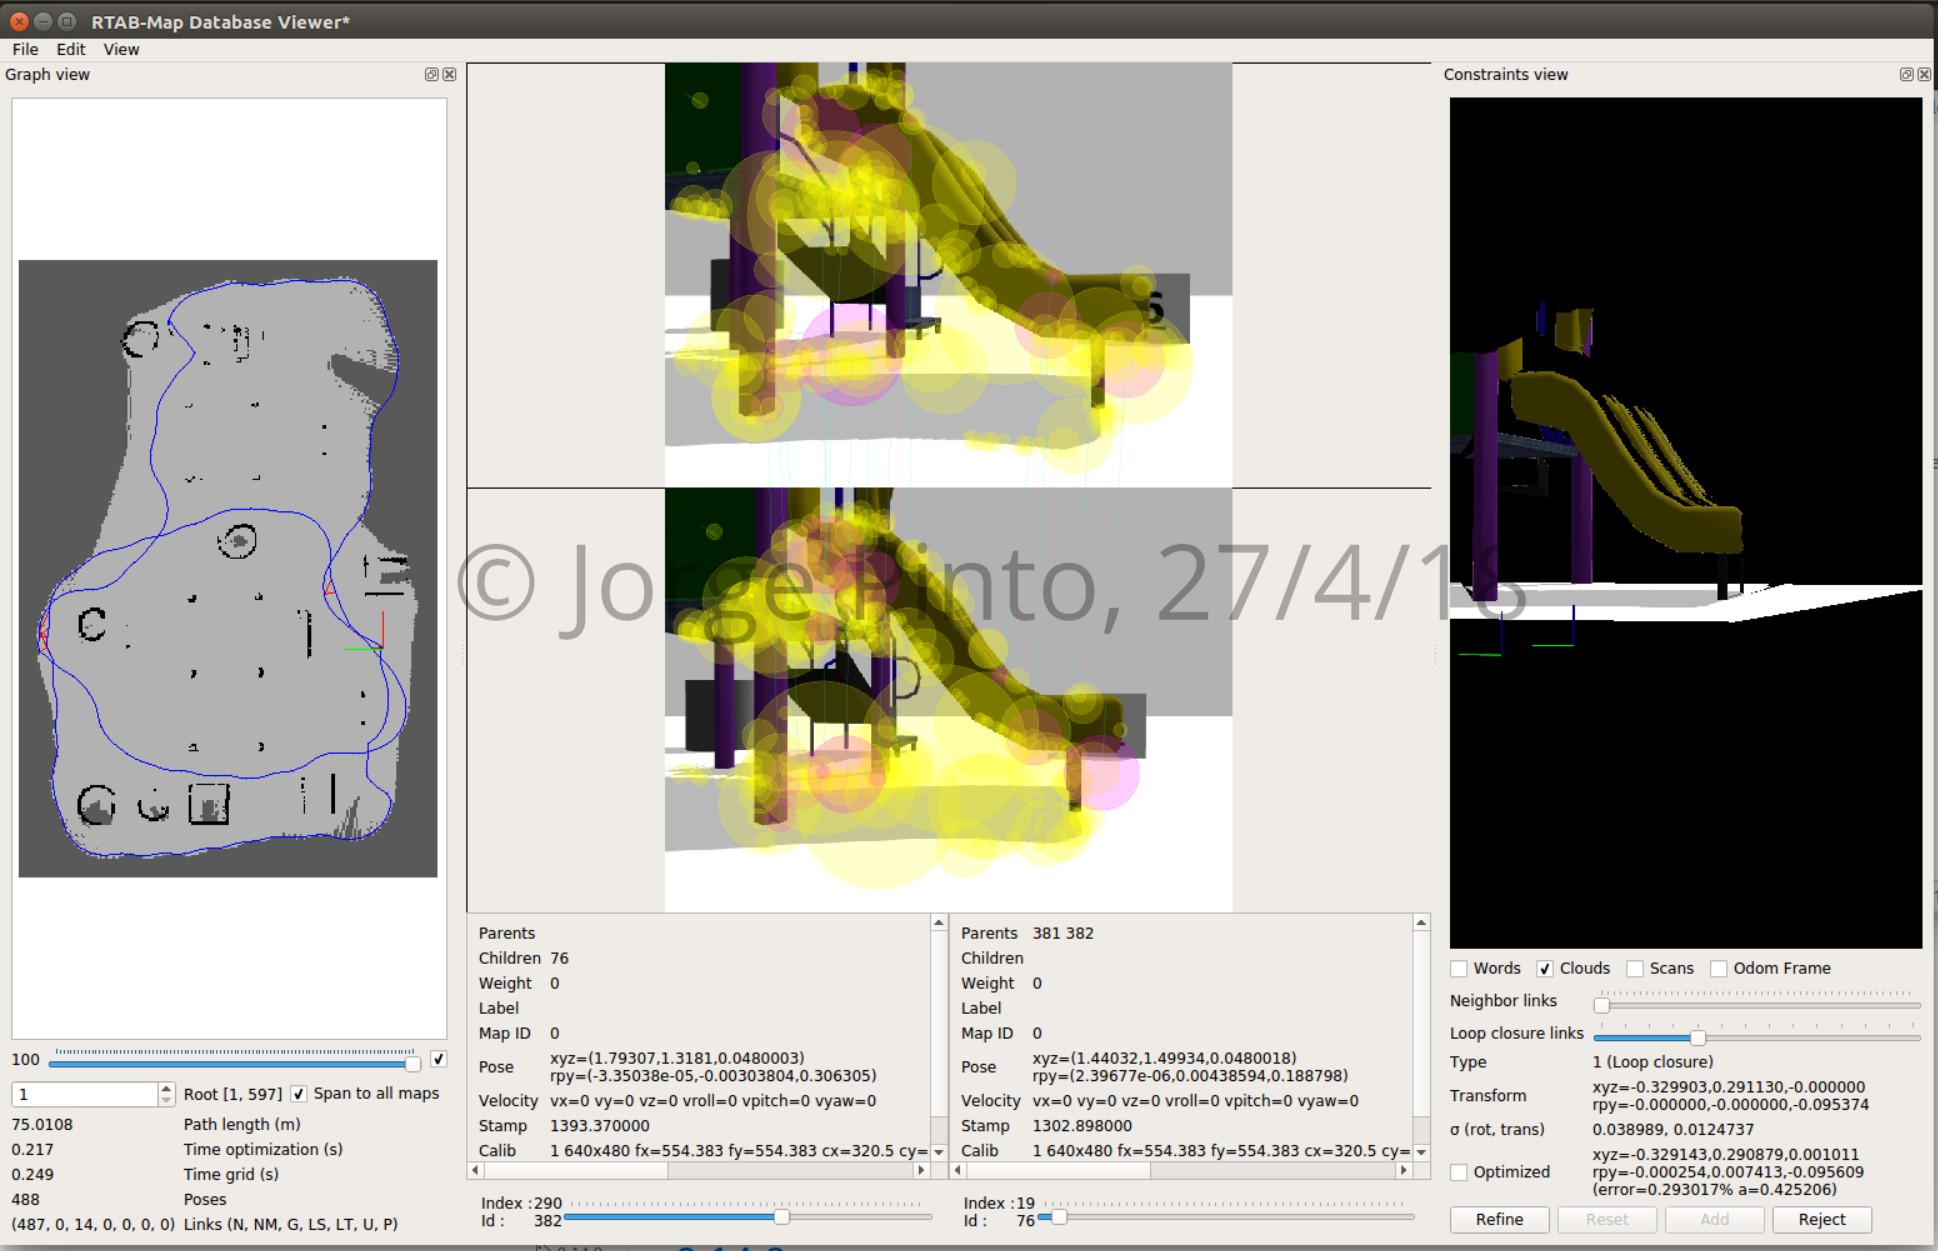 RTAB-Map Database Viewer*
File Edit View
Graph view
Constraints view
© Jorge Pinto, 27/4/18
Parents
Children 76
Weight 0
Label
Map ID 0
Pose xyz=(1.79307,1.3181,0.0480003)
rpy=(-3.35038e-05,-0.00303804,0.306305)
Velocity vx=0 vy=0 vz=0 vroll=0 vpitch=0 vyaw=0
Stamp 1393.370000
Calib 1 640x480 fx=554.383 fy=554.383 cx=320.5 cy=
Index :290
Id : 382
Parents 381 382
Children
Weight 0
Label
Map ID 0
Pose xyz=(1.44032,1.49934,0.0480018)
rpy=(2.39677e-06,0.00438594,0.188798)
Velocity vx=0 vy=0 vz=0 vroll=0 vpitch=0 vyaw=0
Stamp 1302.898000
Calib 1 640x480 fx=554.383 fy=554.383 cx=320.5 cy=
Index :19
Id : 76
100
1 Root [1, 597] Span to all maps
75.0108 Path length (m)
0.217 Time optimization (s)
0.249 Time grid (s)
488 Poses
(487, 0, 14, 0, 0, 0, 0) Links (N, NM, G, LS, LT, U, P)
Words Clouds Scans Odom Frame
Neighbor links
Loop closure links
Type 1 (Loop closure)
Transform xyz=-0.329903,0.291130,-0.000000
rpy=-0.000000,-0.000000,-0.095374
σ (rot, trans) 0.038989, 0.0124737
Optimized xyz=-0.329143,0.290879,0.001011
rpy=-0.000254,0.007413,-0.095609
(error=0.293017% a=0.425206)
Refine Reset Add Reject